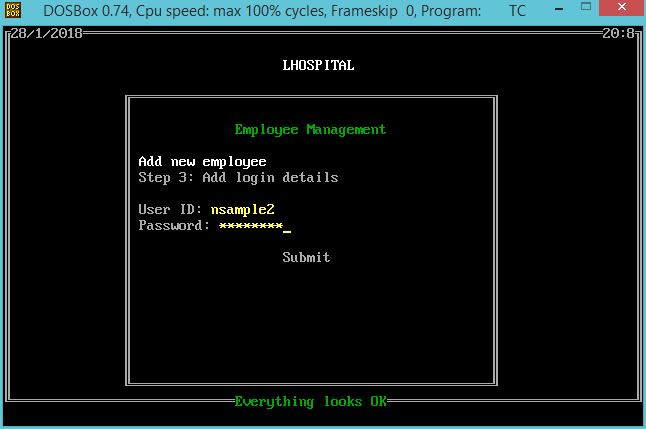 DOSBox 0.74, Cpu speed: max 100% cycles, Frameskip 0, Program: TC
28/1/2018 20:8
LHOSPITAL
Employee Management
Add new employee
Step 3: Add login details
User ID: nsample2
Password: ********_
Submit
Everything looks OK